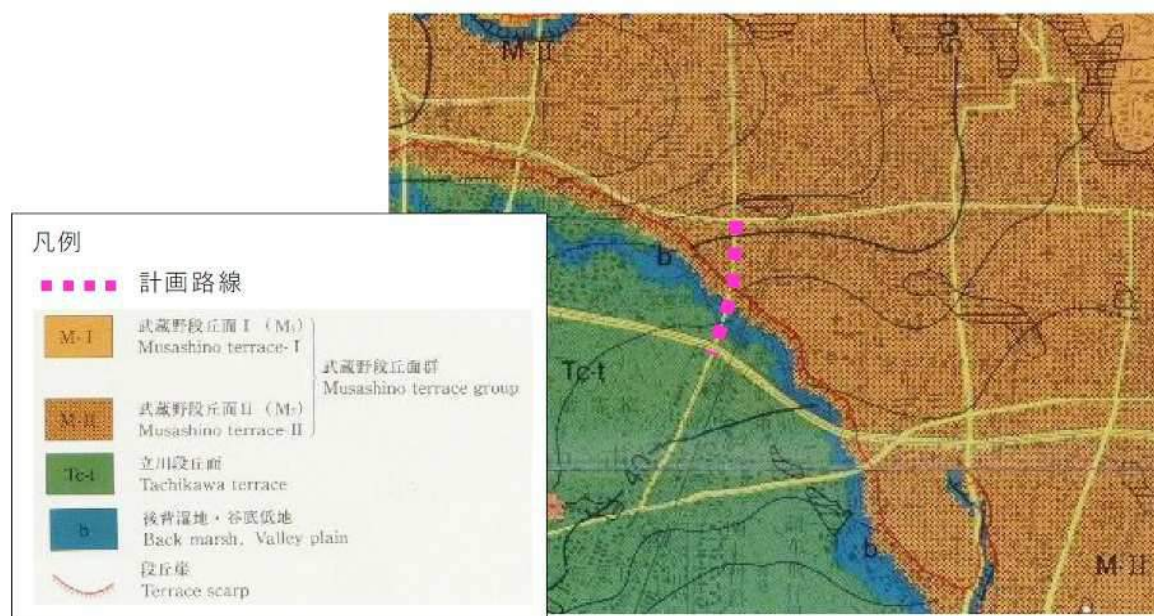 M-II
50
b
Tc-t
40
b
M-II
凡例
計画路線
M-I
武蔵野段丘面I (M₁)
Musashino terrace-I
M-II
武蔵野段丘面II (M₂)
Musashino terrace-II
武蔵野段丘面群
Musashino terrace group
Tc-t
立川段丘面
Tachikawa terrace
b
後背湿地・谷底低地
Back marsh, Valley plain
段丘崖
Terrace scarp